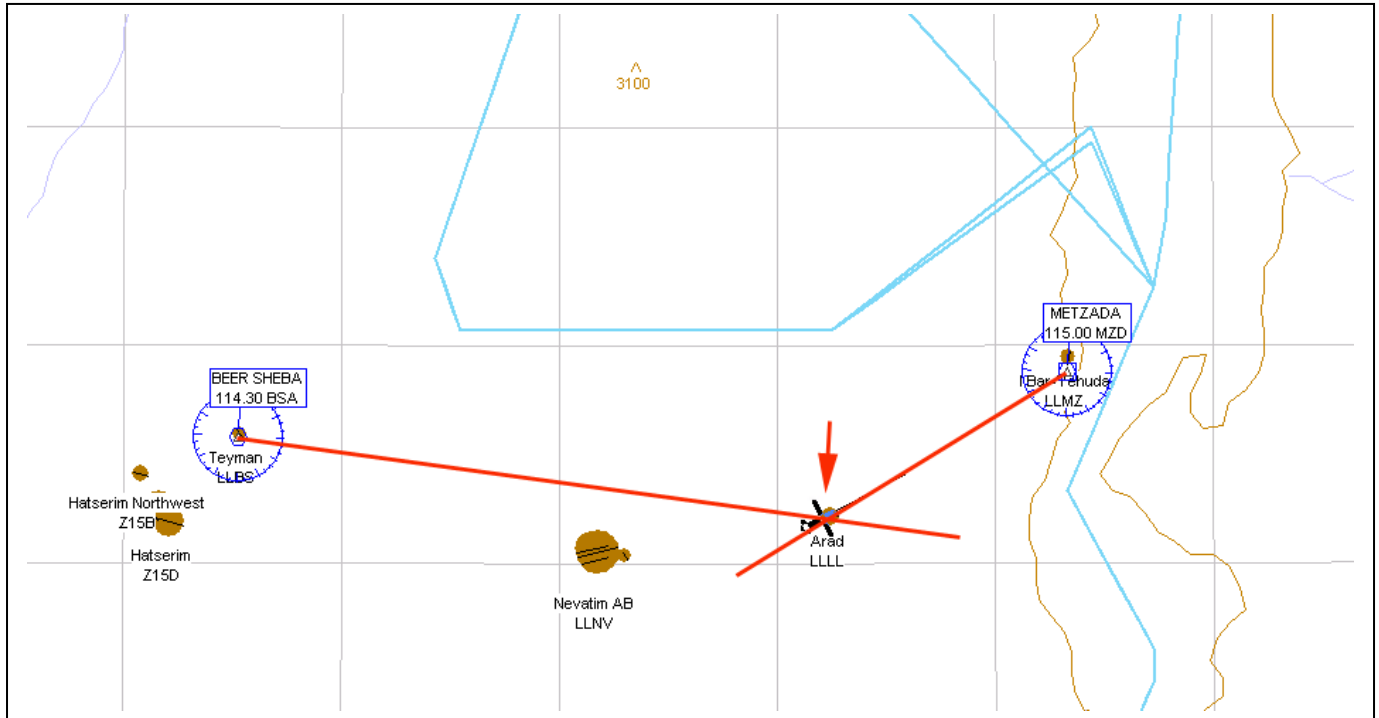 ^
3100
METZADA
115.00 MZD
Bar Yehuda
LLMZ
BEER SHEBA
114.30 BSA
Teyman
LLBS
Hatserim Northwest
Z15B
Hatserim
Z15D
Arad
LLLL
Nevatim AB
LLNV